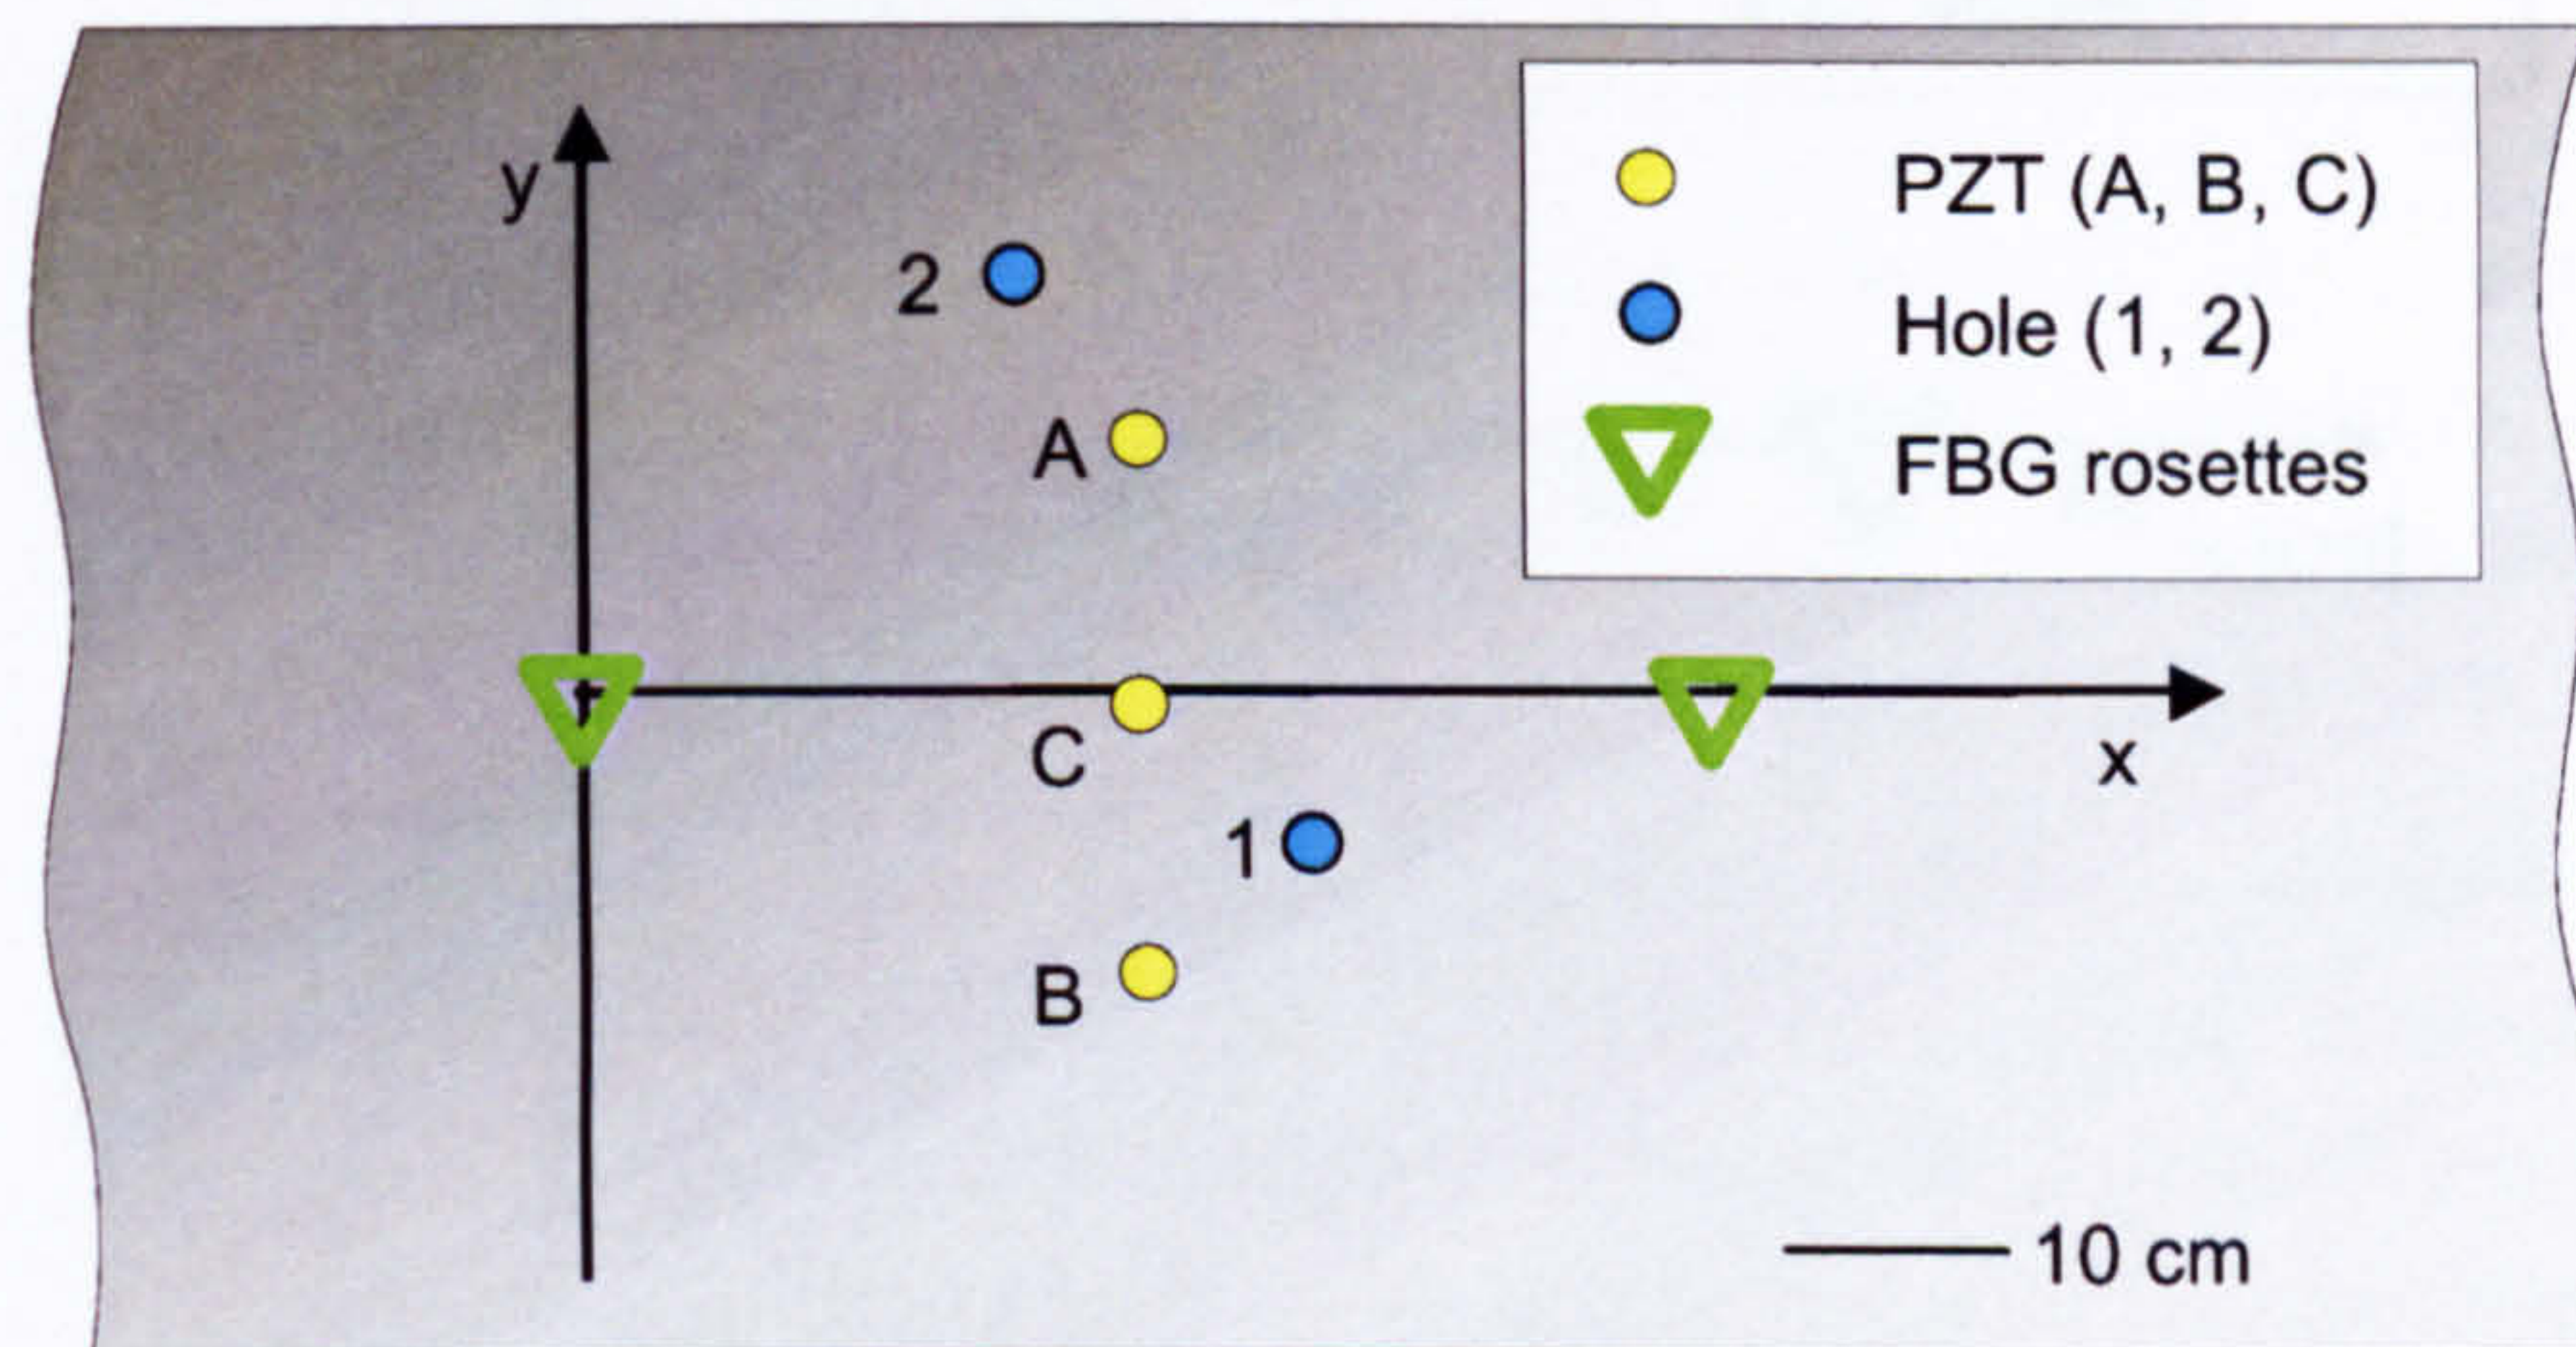 y
2
A
C
1
B
x
PZT (A, B, C)
Hole (1, 2)
FBG rosettes
10 cm